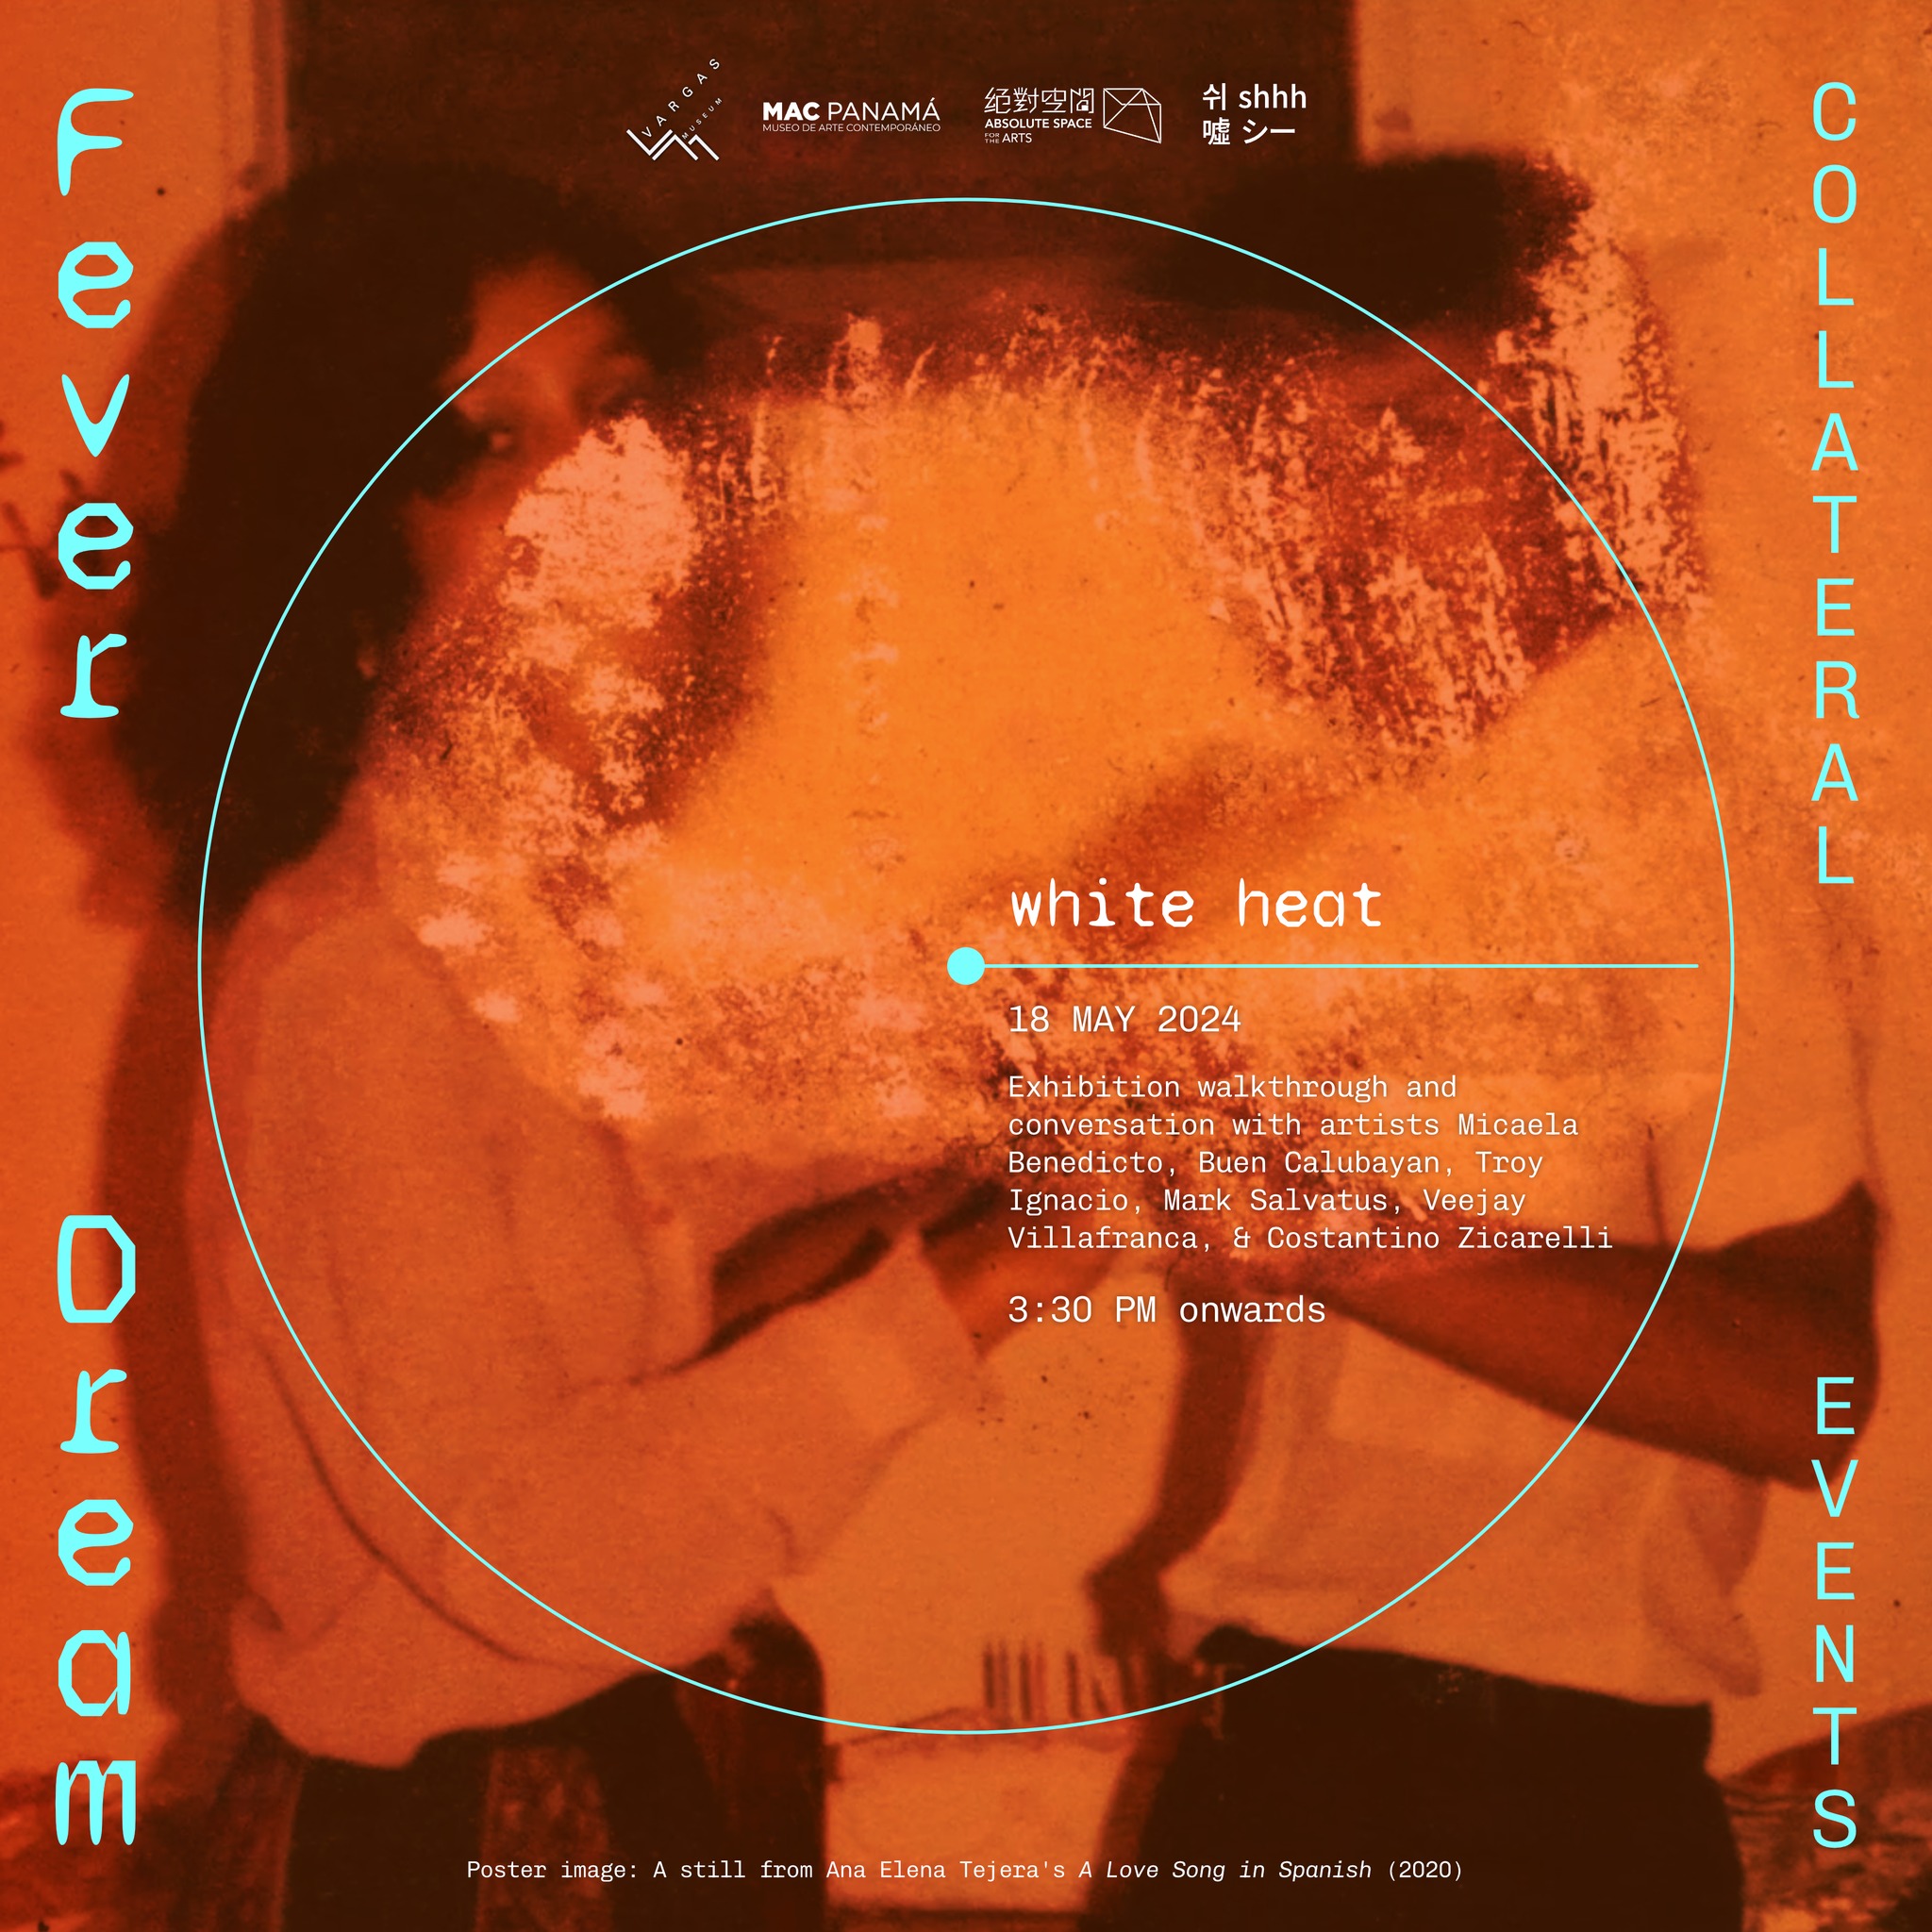 VARGAS
MUSEUM
MAC PANAMÁ
MUSEO DE ARTE CONTEMPORÁNEO
絕對空間
ABSOLUTE SPACE
FOR THE ARTS
쉬 shhh
噓 シー
Fever Dream
COLLATERAL EVENTS
white heat
18 MAY 2024
Exhibition walkthrough and
conversation with artists Micaela
Benedicto, Buen Calubayan, Troy
Ignacio, Mark Salvatus, Veejay
Villafranca, & Costantino Zicarelli
3:30 PM onwards
Poster image: A still from Ana Elena Tejera's A Love Song in Spanish (2020)